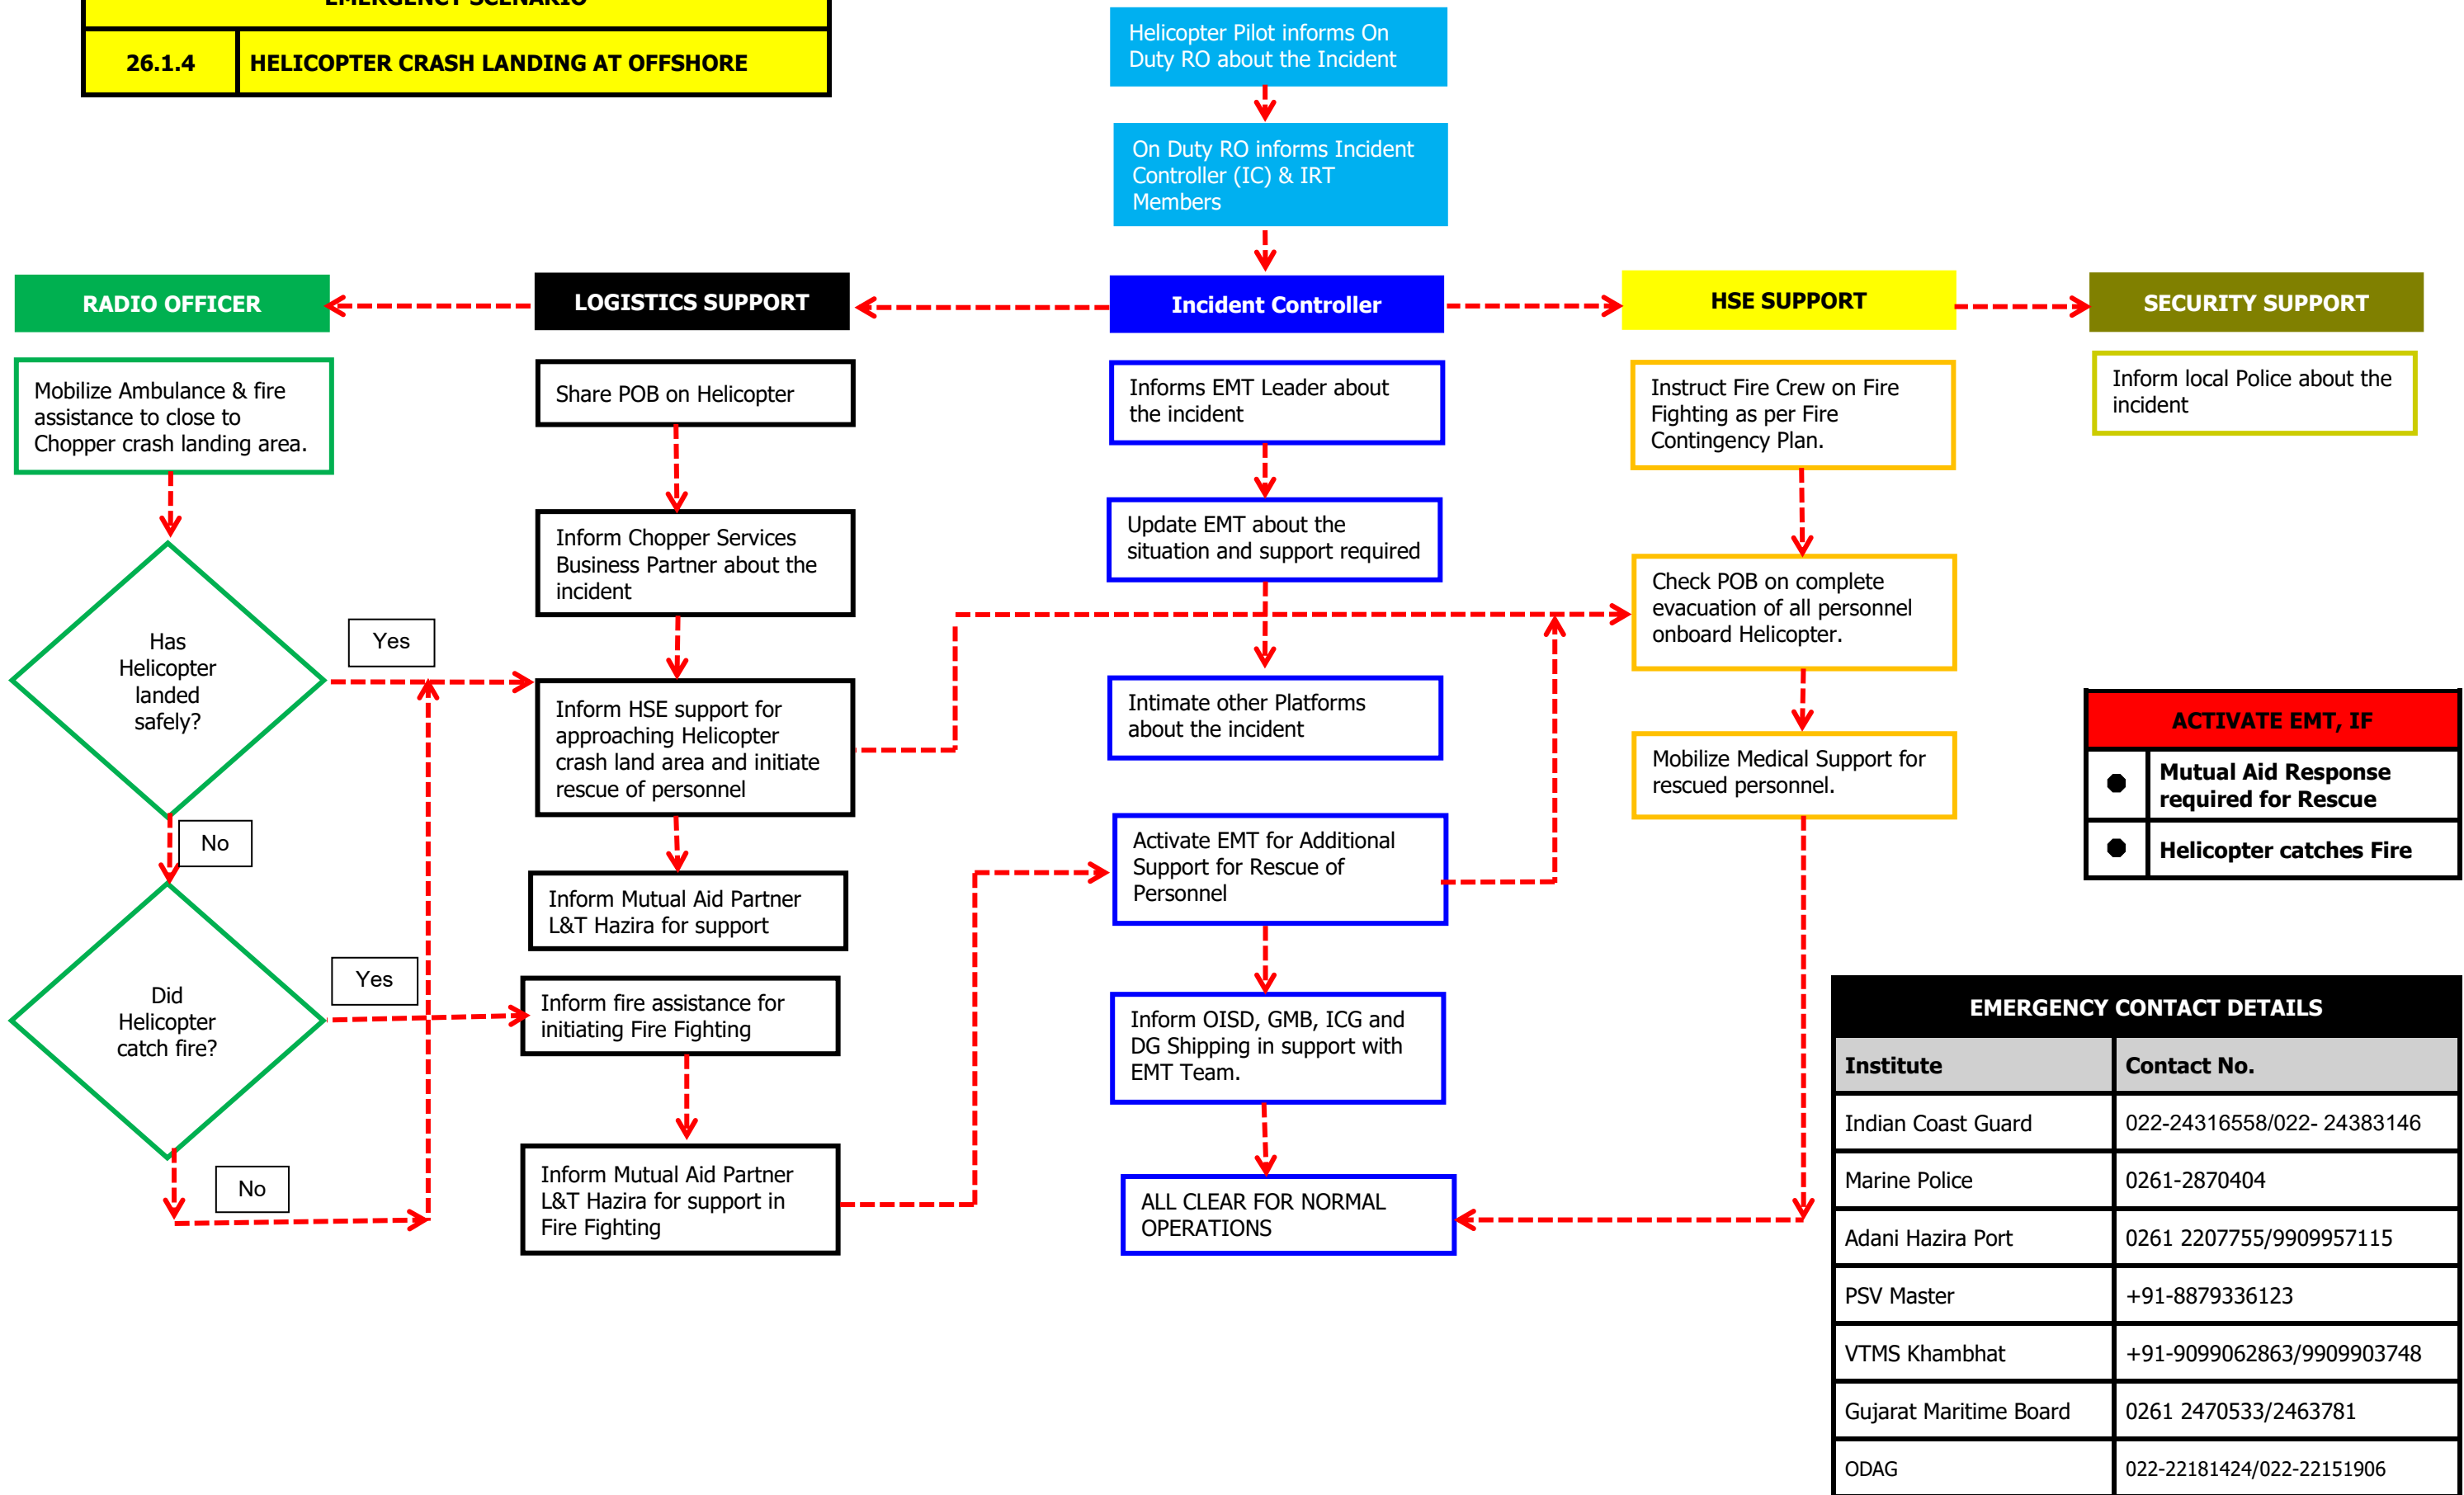 EMERGENCY SCENARIO
26.1.4 HELICOPTER CRASH LANDING AT OFFSHORE
Helicopter Pilot informs On
Duty RO about the Incident
On Duty RO informs Incident
Controller (IC) & IRT
Members
RADIO OFFICER
LOGISTICS SUPPORT
Incident Controller
HSE SUPPORT
SECURITY SUPPORT
Mobilize Ambulance & fire
assistance to close to
Chopper crash landing area.
Has
Helicopter
landed
safely?
Yes
No
Did
Helicopter
catch fire?
Yes
No
Share POB on Helicopter
Inform Chopper Services
Business Partner about the
incident
Inform HSE support for
approaching Helicopter
crash land area and initiate
rescue of personnel
Inform Mutual Aid Partner
L&T Hazira for support
Inform fire assistance for
initiating Fire Fighting
Inform Mutual Aid Partner
L&T Hazira for support in
Fire Fighting
Informs EMT Leader about
the incident
Update EMT about the
situation and support required
Intimate other Platforms
about the incident
Activate EMT for Additional
Support for Rescue of
Personnel
Inform OISD, GMB, ICG and
DG Shipping in support with
EMT Team.
ALL CLEAR FOR NORMAL
OPERATIONS
Instruct Fire Crew on Fire
Fighting as per Fire
Contingency Plan.
Check POB on complete
evacuation of all personnel
onboard Helicopter.
Mobilize Medical Support for
rescued personnel.
Inform local Police about the
incident
ACTIVATE EMT, IF
● Mutual Aid Response
required for Rescue
● Helicopter catches Fire
EMERGENCY CONTACT DETAILS
Institute Contact No.
Indian Coast Guard 022-24316558/022- 24383146
Marine Police 0261-2870404
Adani Hazira Port 0261 2207755/9909957115
PSV Master +91-8879336123
VTMS Khambhat +91-9099062863/9909903748
Gujarat Maritime Board 0261 2470533/2463781
ODAG 022-22181424/022-22151906